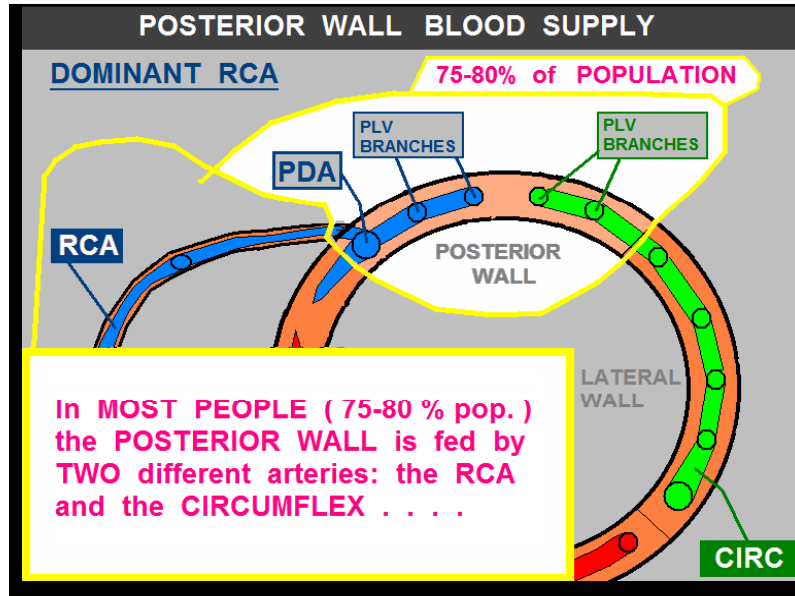 POSTERIOR WALL BLOOD SUPPLY
DOMINANT RCA
75-80% of POPULATION
PLV
BRANCHES
PLV
BRANCHES
PDA
RCA
POSTERIOR
WALL
LATERAL
WALL
In MOST PEOPLE ( 75-80 % pop. )
the POSTERIOR WALL is fed by
TWO different arteries: the RCA
and the CIRCUMFLEX . . . .
CIRC